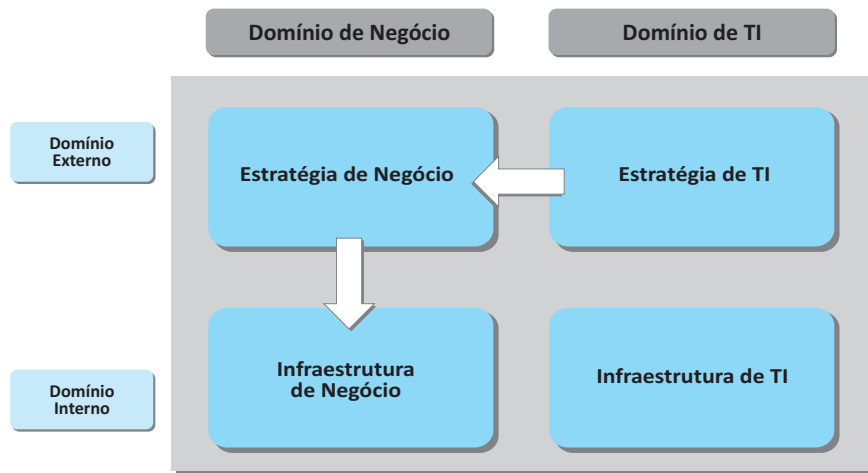 Domínio de Negócio
Domínio de TI
Domínio
Externo
Estratégia de Negócio
Estratégia de TI
Domínio
Interno
Infraestrutura
de Negócio
Infraestrutura de TI